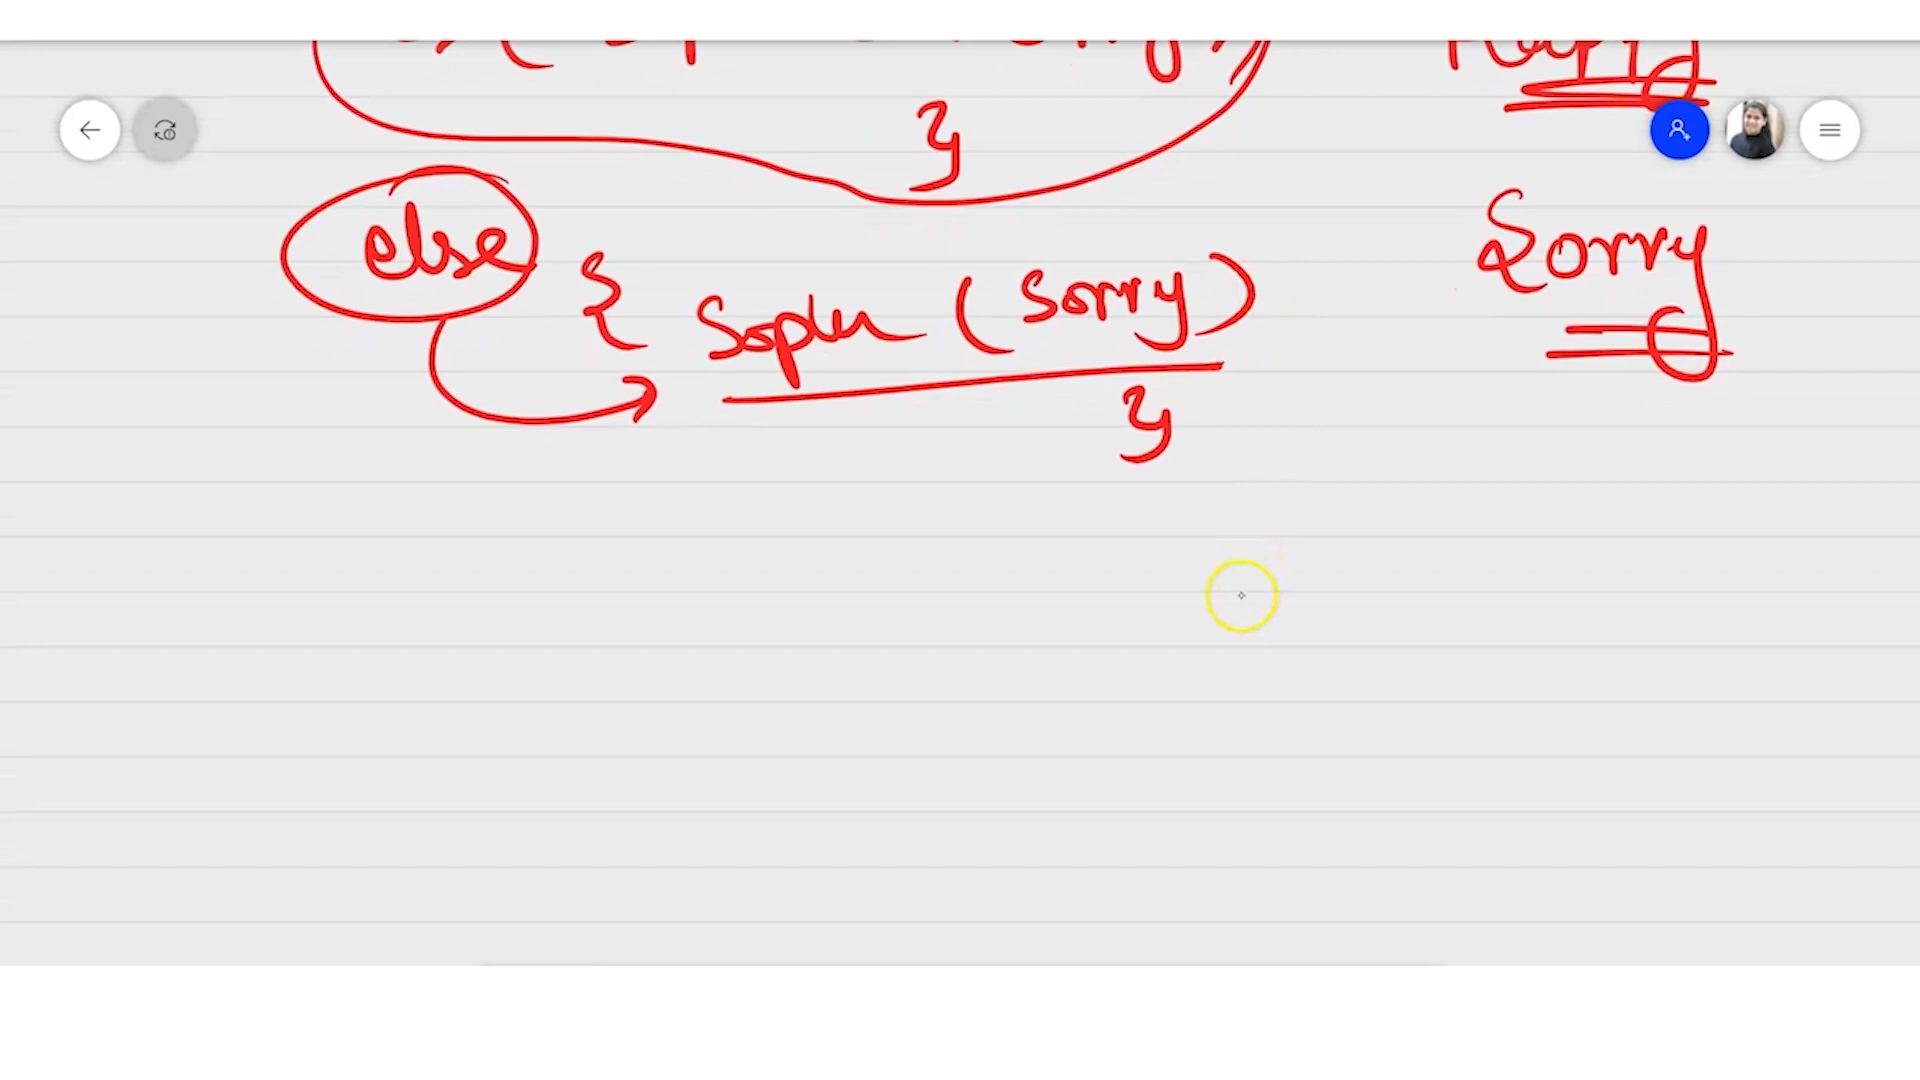 }
else { Sopln (Sorry)
}
Sorry